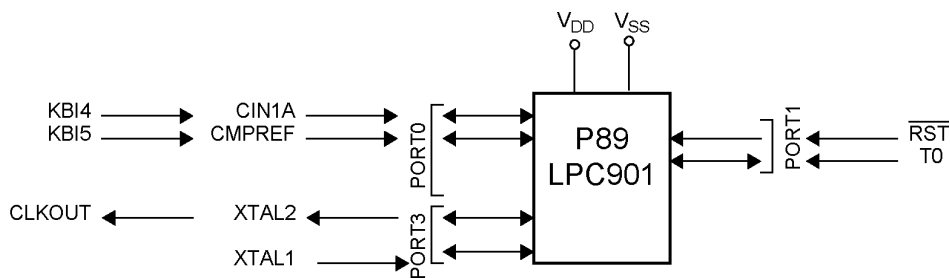 VDD VSS
KBI4 CIN1A
KBI5 CMPREF
PORT0
P89
LPC901
PORT1
RST
T0
CLKOUT XTAL2
XTAL1
PORT3